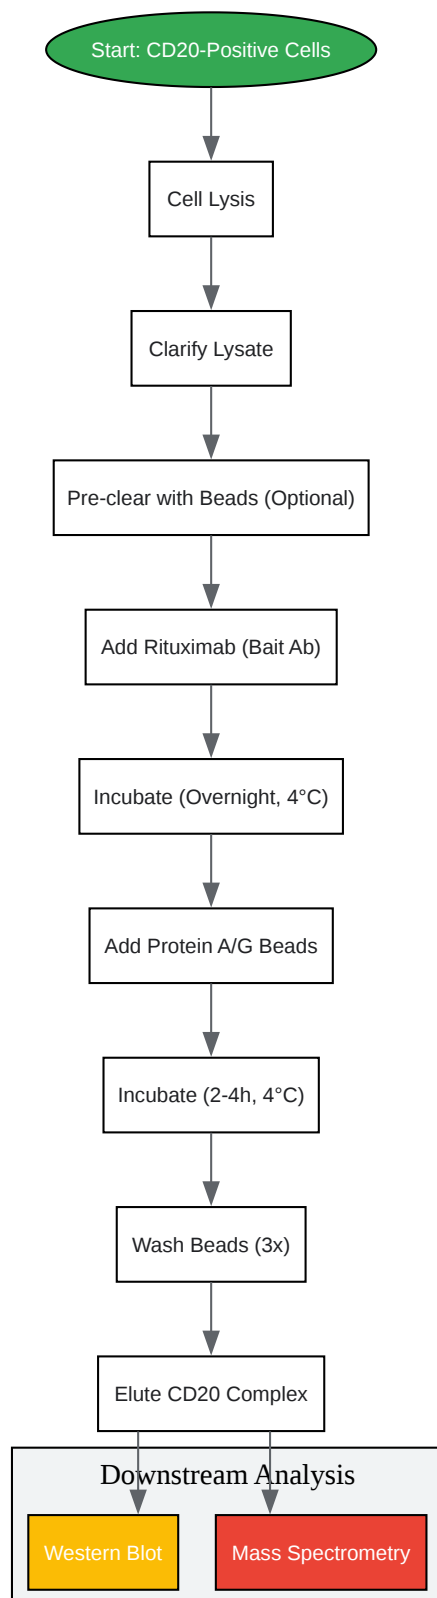 Start: CD20-Positive Cells
Cell Lysis
Clarify Lysate
Pre-clear with Beads (Optional)
Add Rituximab (Bait Ab)
Incubate (Overnight, 4°C)
Add Protein A/G Beads
Incubate (2-4h, 4°C)
Wash Beads (3x)
Elute CD20 Complex
Downstream Analysis
Western Blot
Mass Spectrometry